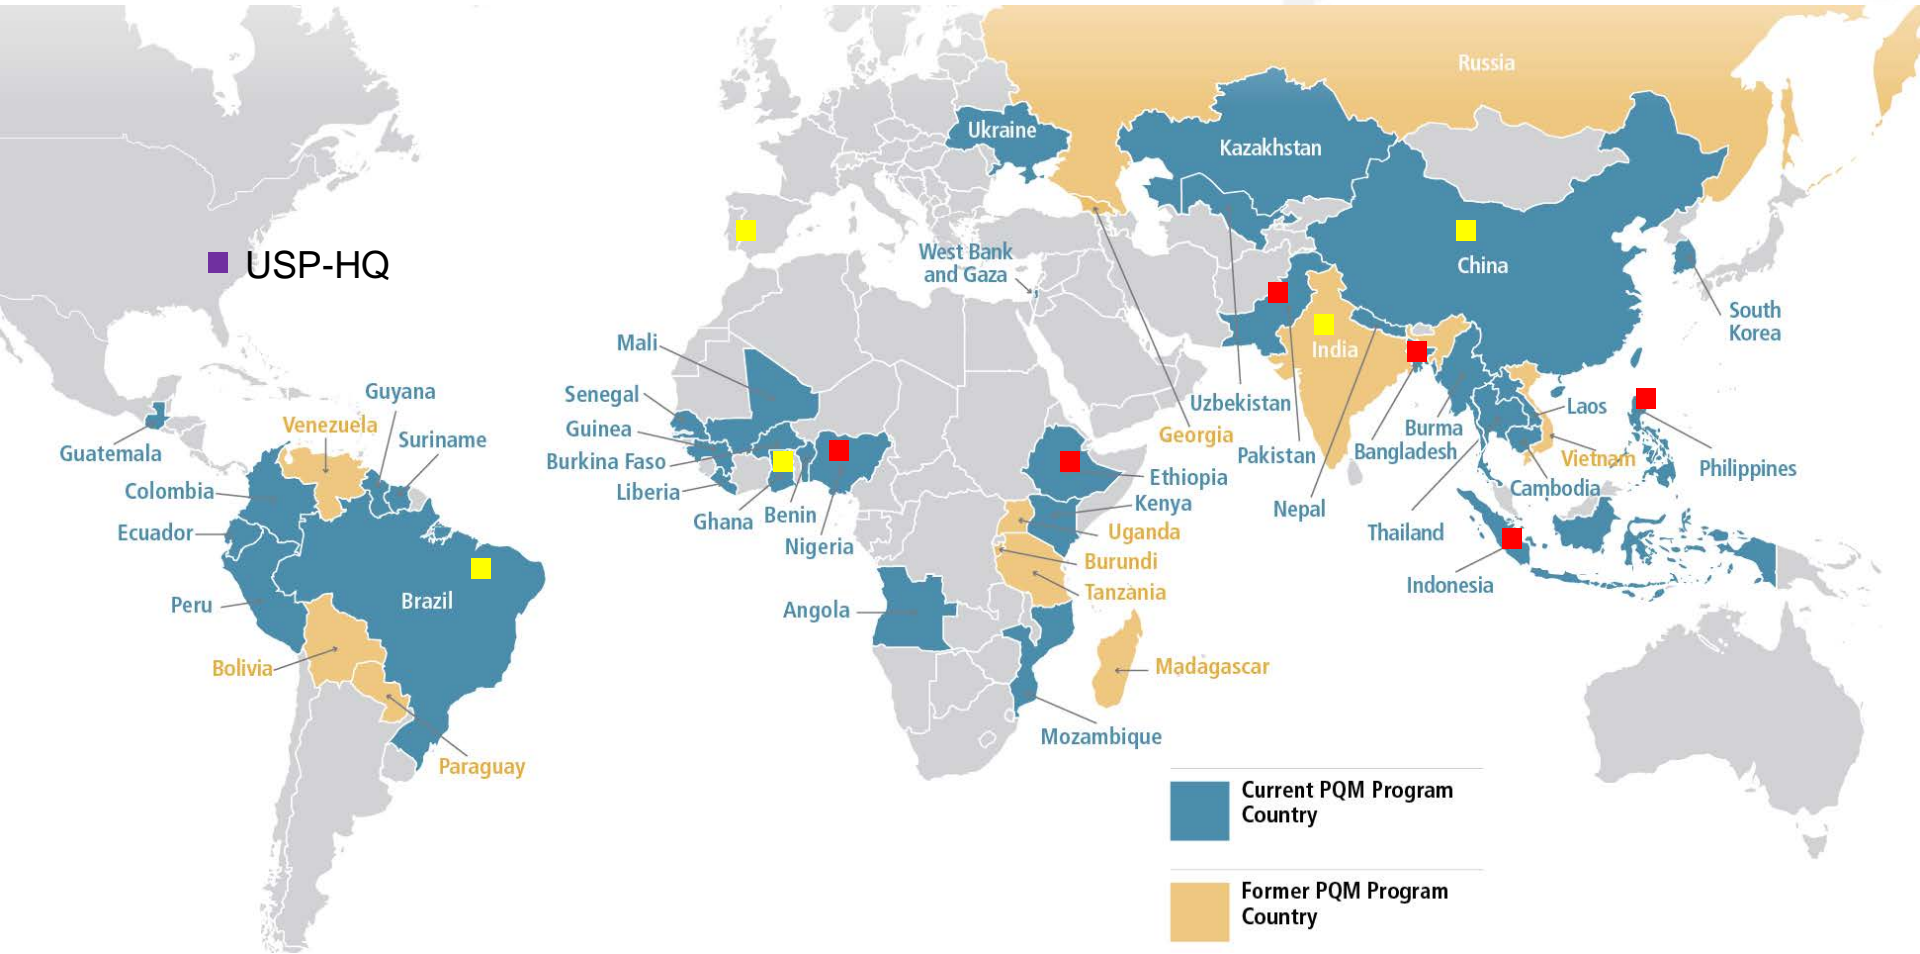 Russia
Ukraine
Kazakhstan
USP-HQ
West Bank
and Gaza
China
South
Korea
Mali
India
Guyana
Senegal
Uzbekistan
Laos
Venezuela
Guinea
Georgia
Burma
Suriname
Guatemala
Burkina Faso
Pakistan
Bangladesh
Vietnam
Philippines
Colombia
Liberia
Ethiopia
Cambodia
Kenya
Ghana
Benin
Nepal
Ecuador
Nigeria
Uganda
Thailand
Burundi
Indonesia
Peru
Brazil
Angola
Tanzania
Bolivia
Madagascar
Mozambique
Paraguay
Current PQM Program
Country
Former PQM Program
Country